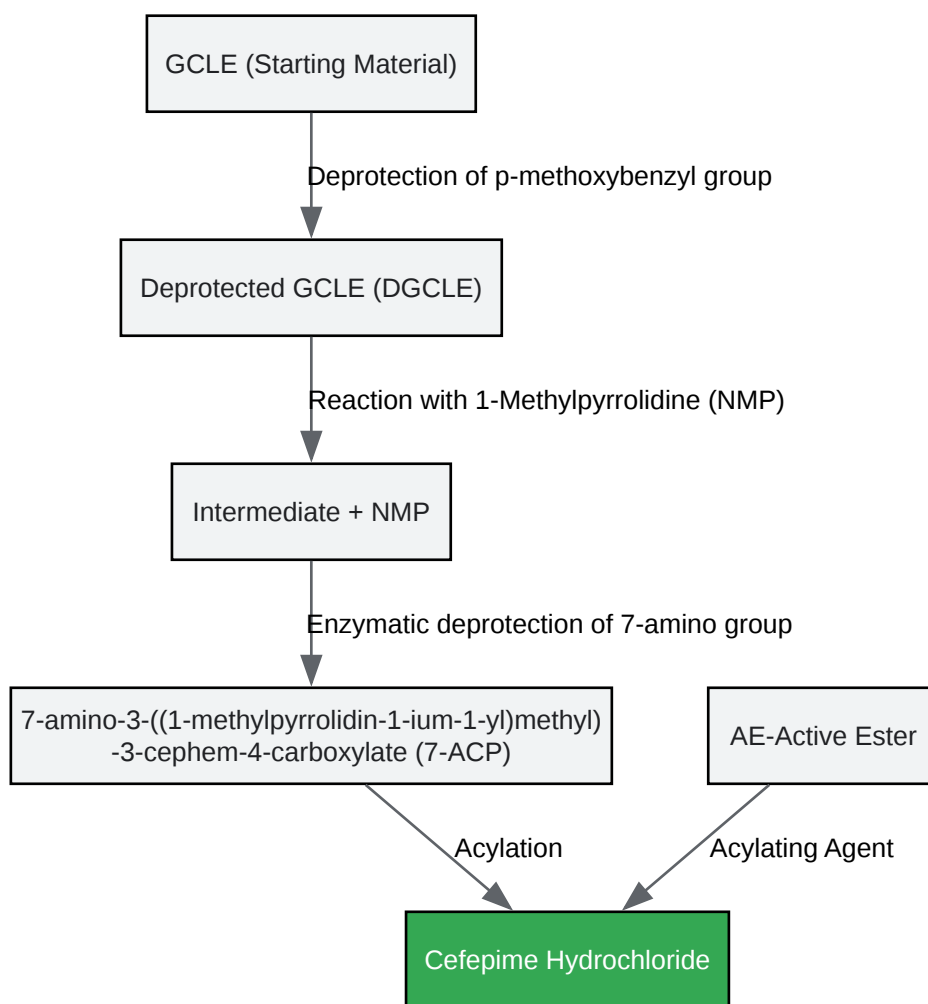 GCLE (Starting Material)
Deprotection of p-methoxybenzyl group
Deprotected GCLE (DGCLE)
Reaction with 1-Methylpyrrolidine (NMP)
Intermediate + NMP
Enzymatic deprotection of 7-amino group
7-amino-3-((1-methylpyrrolidin-1-ium-1-yl)methyl)
-3-cephem-4-carboxylate (7-ACP)
AE-Active Ester
Acylation
Acylating Agent
Cefepime Hydrochloride